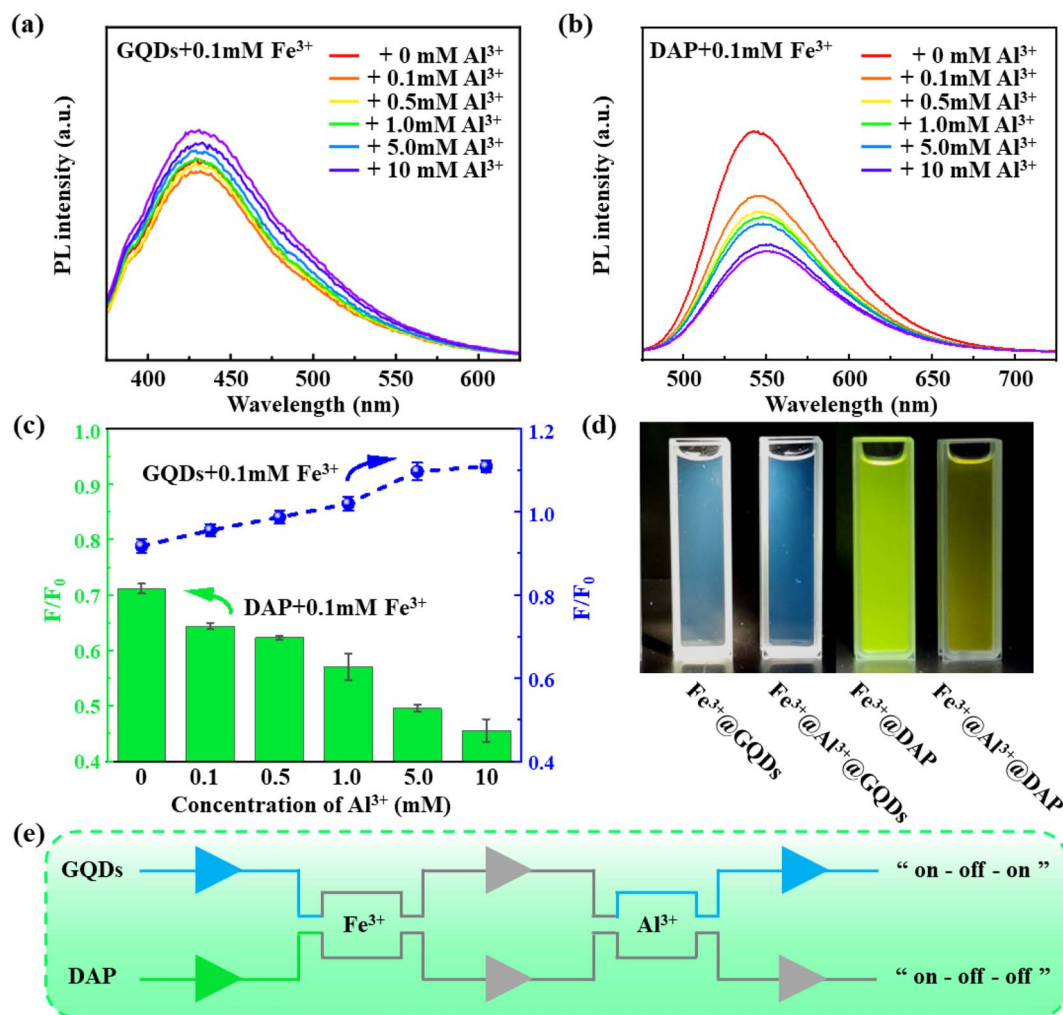 (a)
GQDs+0.1mM Fe³⁺
+ 0 mM Al³⁺
+ 0.1mM Al³⁺
+ 0.5mM Al³⁺
+ 1.0mM Al³⁺
+ 5.0mM Al³⁺
+ 10 mM Al³⁺
PL intensity (a.u.)
400 450 500 550 600
Wavelength (nm)
(b)
DAP+0.1mM Fe³⁺
+ 0 mM Al³⁺
+ 0.1mM Al³⁺
+ 0.5mM Al³⁺
+ 1.0mM Al³⁺
+ 5.0mM Al³⁺
+ 10 mM Al³⁺
PL intensity (a.u.)
500 550 600 650 700
Wavelength (nm)
(c)
1.0
0.9
0.8
0.7
0.6
0.5
0.4
F/F₀
GQDs+0.1mM Fe³⁺
DAP+0.1mM Fe³⁺
1.2
1.0
0.8
0.6
0.4
F/F₀
0 0.1 0.5 1.0 5.0 10
Concentration of Al³⁺ (mM)
(d)
Fe³⁺@GQDs
Fe³⁺@Al³⁺@GQDs
Fe³⁺@DAP
Fe³⁺@Al³⁺@DAP
(e)
GQDs
“ on - off - on ”
Fe³⁺
Al³⁺
DAP
“ on - off - off ”